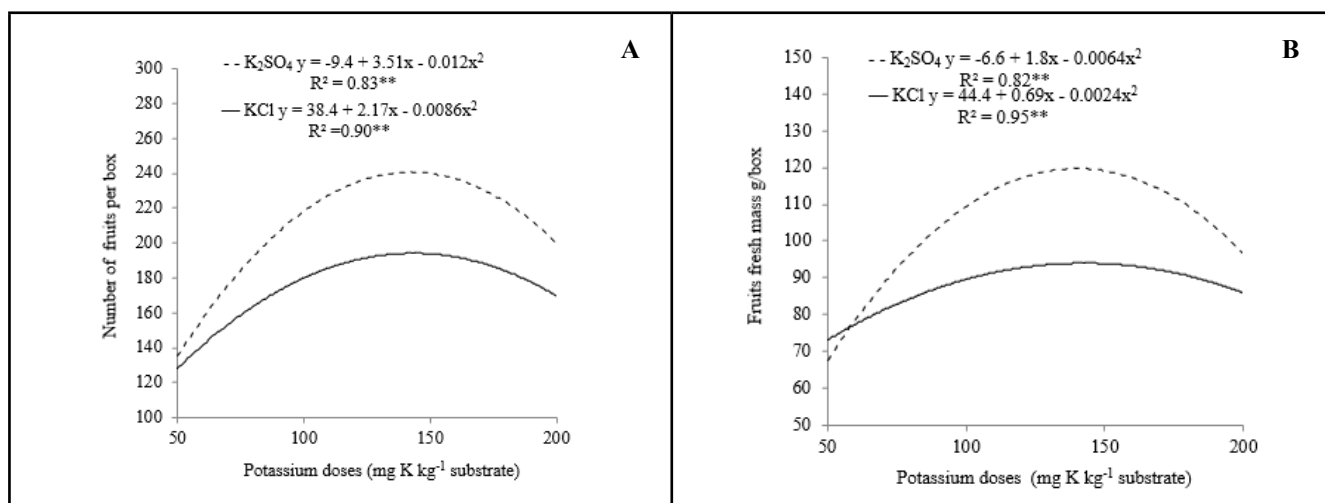 A
- - - K₂SO₄ y = -9.4 + 3.51x - 0.012x²
R² = 0.83**
— KCl y = 38.4 + 2.17x - 0.0086x²
R² =0.90**
Number of fruits per box
300
280
260
240
220
200
180
160
140
120
100
50 100 150 200
Potassium doses (mg K kg⁻¹ substrate)
B
- - - K₂SO₄ y = -6.6 + 1.8x - 0.0064x²
R² = 0.82**
— KCl y = 44.4 + 0.69x - 0.0024x²
R² = 0.95**
Fruits fresh mass g/box
150
140
130
120
110
100
90
80
70
60
50
50 100 150 200
Potassium doses (mg K kg⁻¹ substrate)